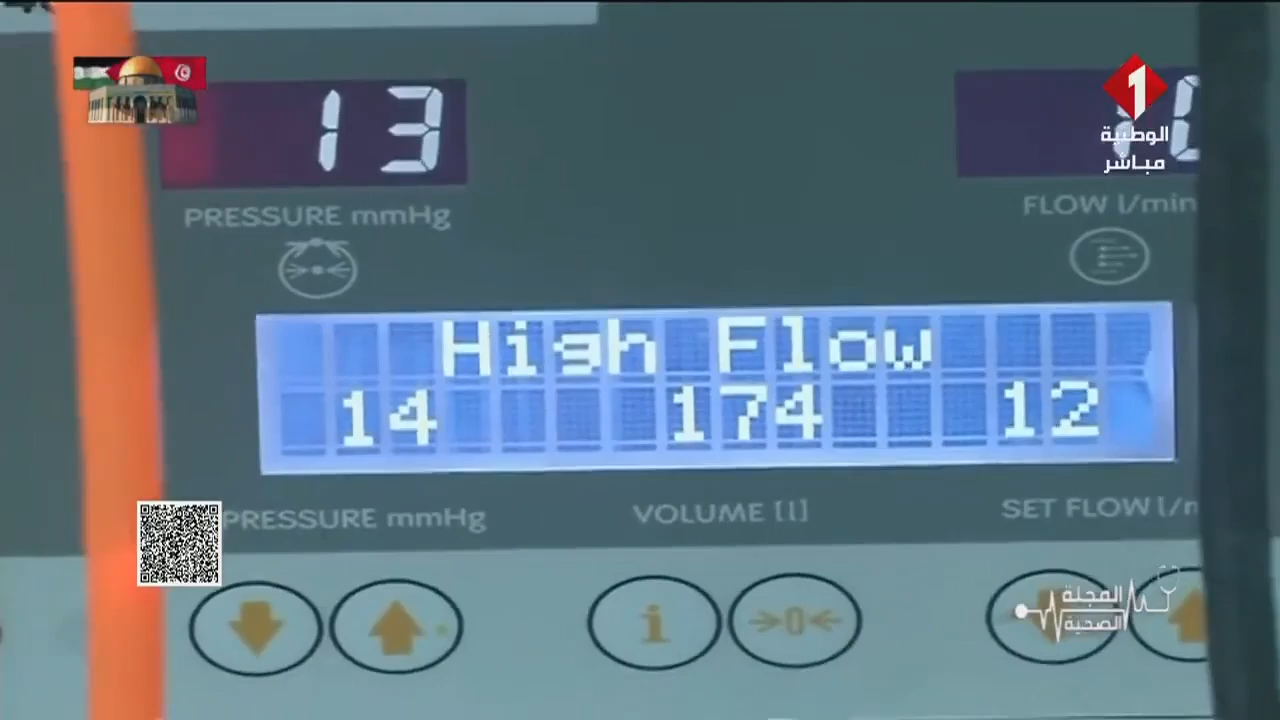 13
PRESSURE mmHg
FLOW l/min
1
الوطنية
مباشر
High Flow
14 174 12
PRESSURE mmHg
VOLUME [l]
SET FLOW l/
i
>0<
المجلة
الصحية